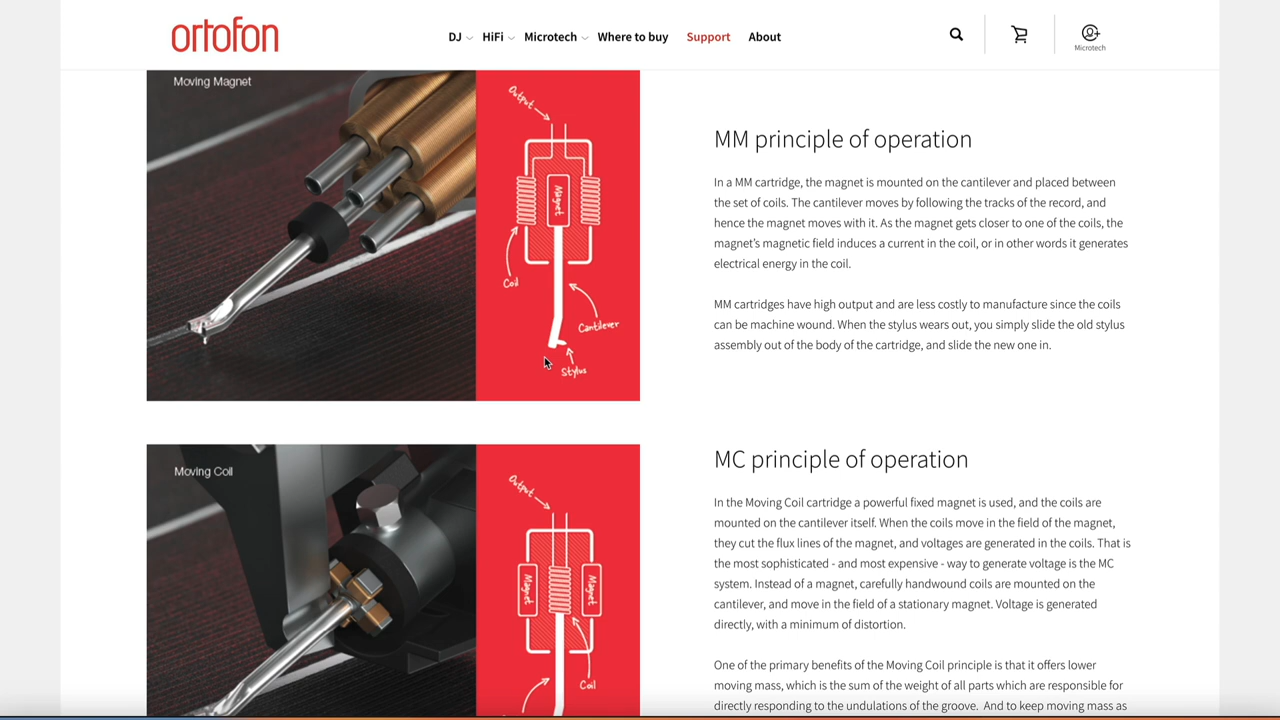 ortofon
DJ HiFi Microtech Where to buy Support About
Microtech
Moving Magnet
Output
Magnet
Coil
Cantilever
Stylus
MM principle of operation
In a MM cartridge, the magnet is mounted on the cantilever and placed between
the set of coils. The cantilever moves by following the tracks of the record, and
hence the magnet moves with it. As the magnet gets closer to one of the coils, the
magnet's magnetic field induces a current in the coil, or in other words it generates
electrical energy in the coil.
MM cartridges have high output and are less costly to manufacture since the coils
can be machine wound. When the stylus wears out, you simply slide the old stylus
assembly out of the body of the cartridge, and slide the new one in.
Moving Coil
Output
Magnet
Magnet
Coil
MC principle of operation
In the Moving Coil cartridge a powerful fixed magnet is used, and the coils are
mounted on the cantilever itself. When the coils move in the field of the magnet,
they cut the flux lines of the magnet, and voltages are generated in the coils. That is
the most sophisticated - and most expensive - way to generate voltage is the MC
system. Instead of a magnet, carefully handwound coils are mounted on the
cantilever, and move in the field of a stationary magnet. Voltage is generated
directly, with a minimum of distortion.
One of the primary benefits of the Moving Coil principle is that it offers lower
moving mass, which is the sum of the weight of all parts which are responsible for
directly responding to the undulations of the groove. And to keep moving mass as